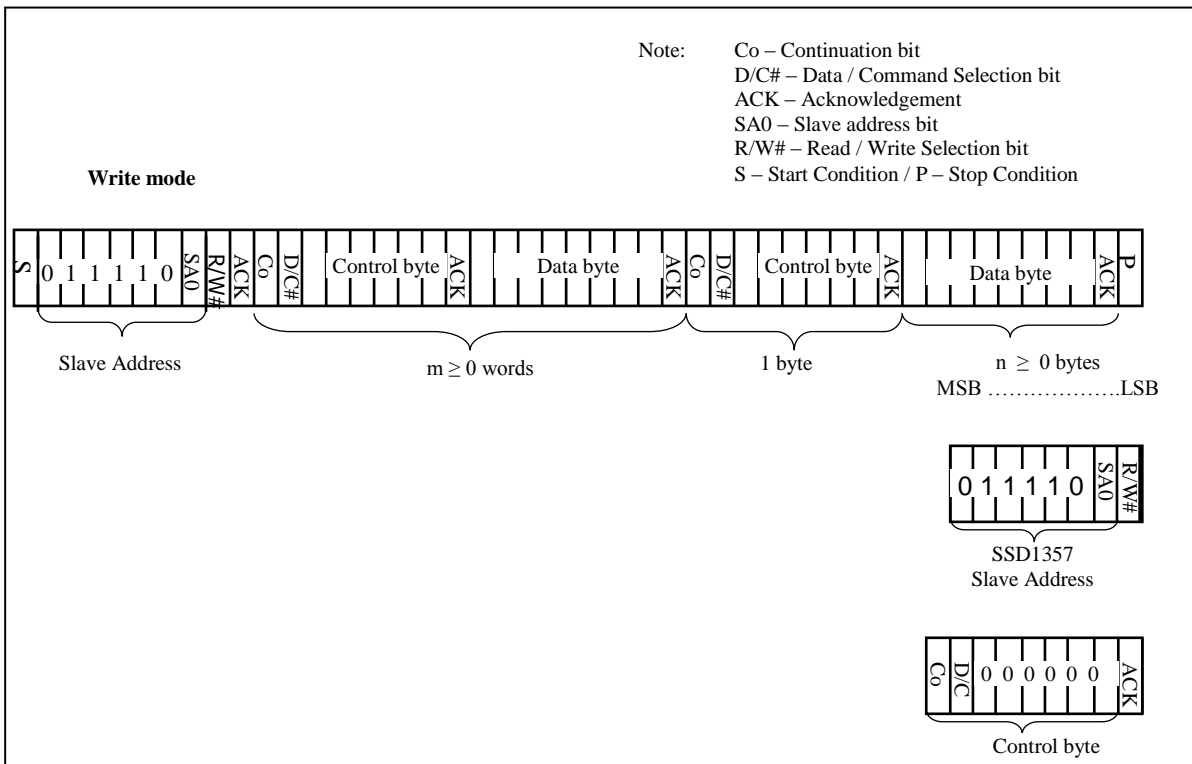 Note: Co – Continuation bit
D/C# – Data / Command Selection bit
ACK – Acknowledgement
SA0 – Slave address bit
R/W# – Read / Write Selection bit
S – Start Condition / P – Stop Condition
Write mode
S 0 1 1 1 1 0 SA0 R/W# ACK Co D/C# Control byte ACK Data byte ACK Co D/C# Control byte ACK Data byte ACK P
Slave Address m ≥ 0 words 1 byte n ≥ 0 bytes
MSB ………………….LSB
0 1 1 1 1 0 SA0 R/W#
SSD1357
Slave Address
Co D/C 0 0 0 0 0 0 ACK
Control byte